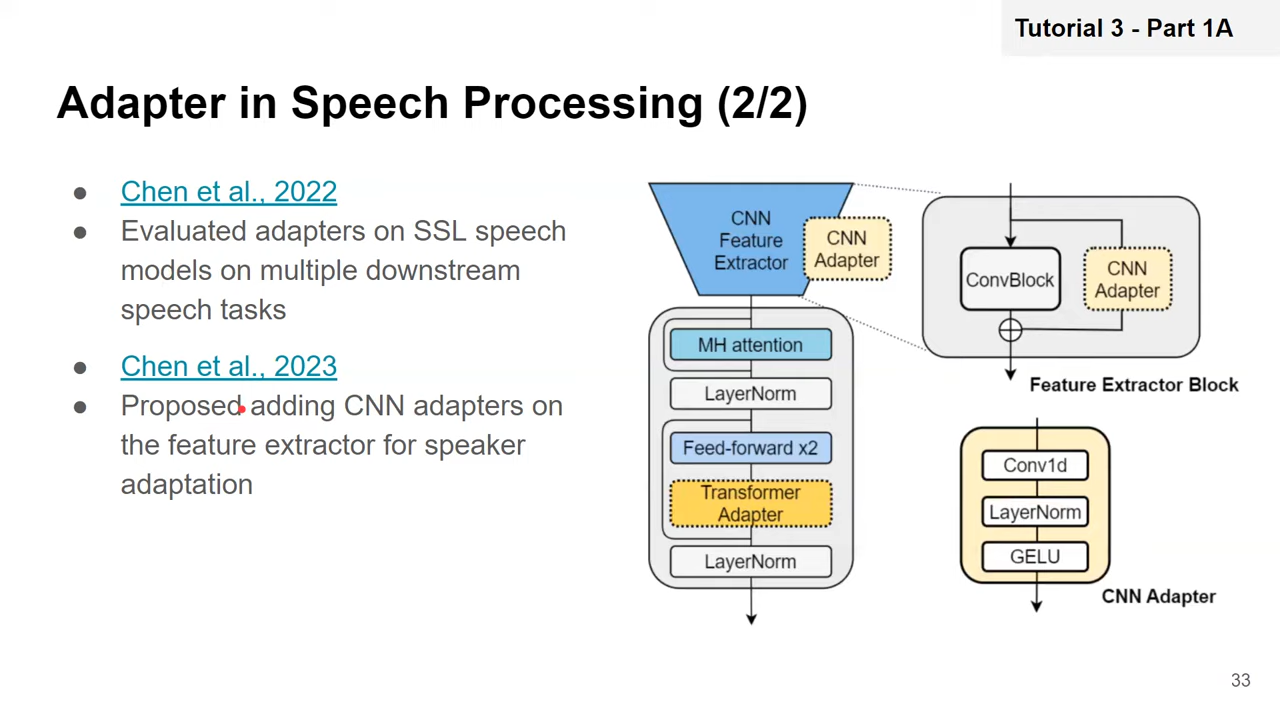 Tutorial 3 - Part 1A
Adapter in Speech Processing (2/2)
● Chen et al., 2022
● Evaluated adapters on SSL speech
models on multiple downstream
speech tasks
● Chen et al., 2023
● Proposed adding CNN adapters on
the feature extractor for speaker
adaptation
CNN
Feature
Extractor
CNN
Adapter
MH attention
LayerNorm
Feed-forward x2
Transformer
Adapter
LayerNorm
ConvBlock
CNN
Adapter
Feature Extractor Block
Conv1d
LayerNorm
GELU
CNN Adapter
33